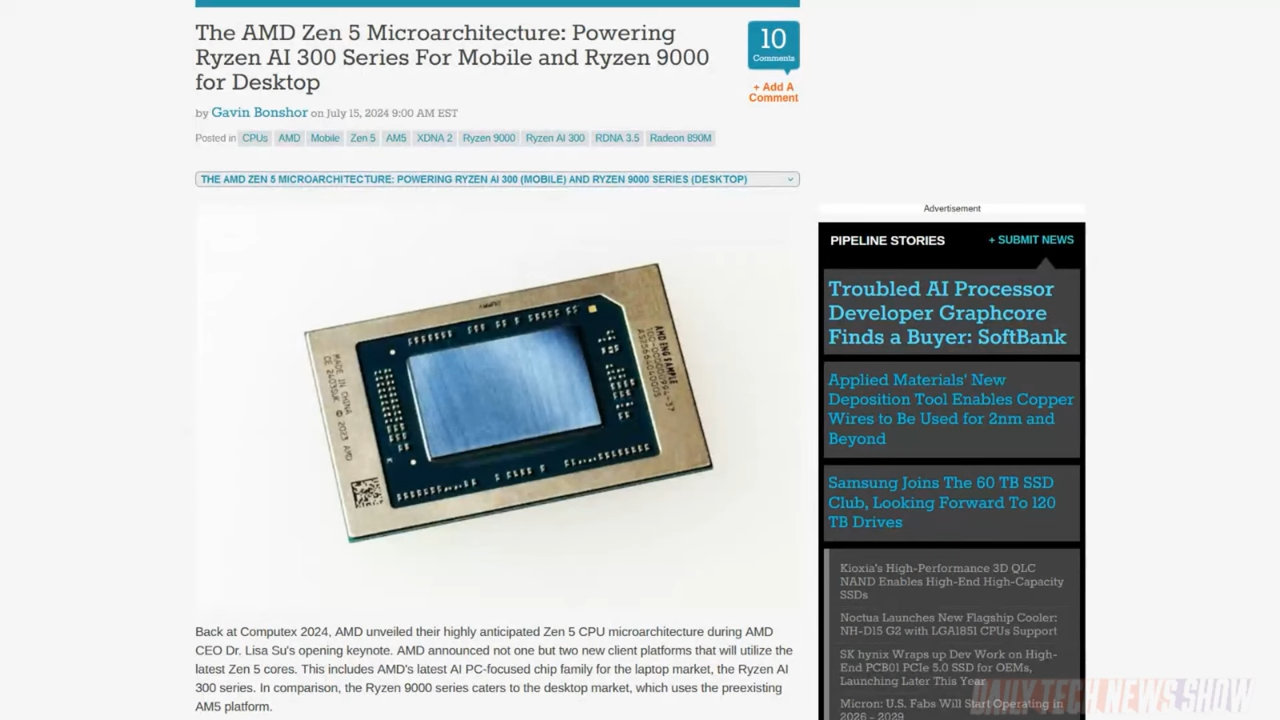 The AMD Zen 5 Microarchitecture: Powering
Ryzen AI 300 Series For Mobile and Ryzen 9000
for Desktop
10
Comments
+ Add A
Comment
by Gavin Bonshor on July 15, 2024 9:00 AM EST
Posted in CPUs AMD Mobile Zen 5 AM5 XDNA 2 Ryzen 9000 Ryzen AI 300 RDNA 3.5 Radeon 890M
THE AMD ZEN 5 MICROARCHITECTURE: POWERING RYZEN AI 300 (MOBILE) AND RYZEN 9000 SERIES (DESKTOP)
MADE IN CHINA
© 2023 AMD
AMD ENG SAMPLE
Back at Computex 2024, AMD unveiled their highly anticipated Zen 5 CPU microarchitecture during AMD
CEO Dr. Lisa Su's opening keynote. AMD announced not one but two new client platforms that will utilize the
latest Zen 5 cores. This includes AMD's latest AI PC-focused chip family for the laptop market, the Ryzen AI
300 series. In comparison, the Ryzen 9000 series caters to the desktop market, which uses the preexisting
AM5 platform.
Advertisement
PIPELINE STORIES
+ SUBMIT NEWS
Troubled AI Processor
Developer Graphcore
Finds a Buyer: SoftBank
Applied Materials' New
Deposition Tool Enables Copper
Wires to Be Used for 2nm and
Beyond
Samsung Joins The 60 TB SSD
Club, Looking Forward To 120
TB Drives
Kioxia's High-Performance 3D QLC
NAND Enables High-End High-Capacity
SSDs
Noctua Launches New Flagship Cooler:
NH-D15 G2 with LGA1851 CPUs Support
SK hynix Wraps up Dev Work on High-
End PCB01 PCIe 5.0 SSD for OEMs,
Launching Later This Year
Micron: U.S. Fabs Will Start Operating in
2026 - 2029
DAILY TECH NEWS SHOW